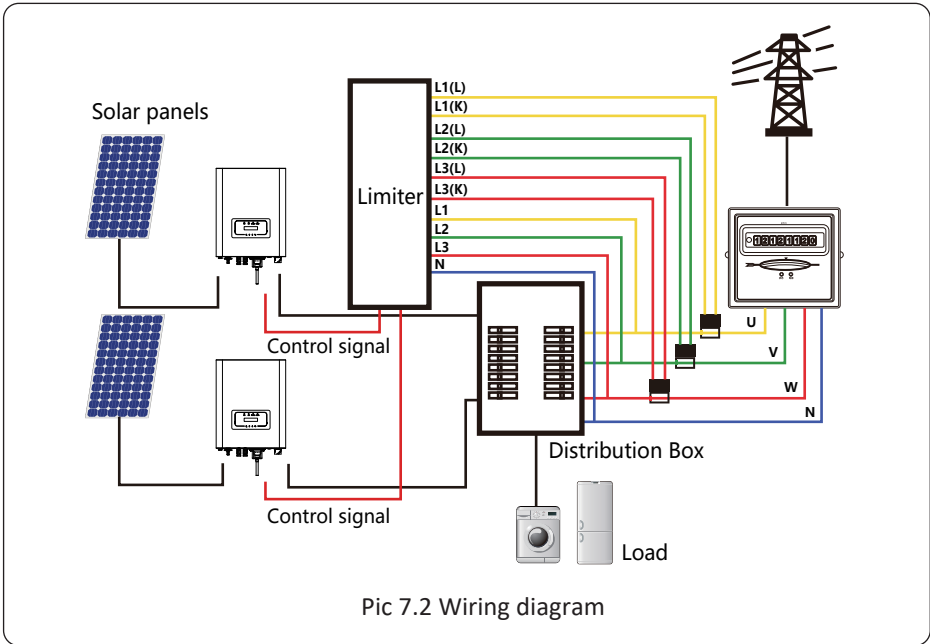 Solar panels
L1(L)
L1(K)
L2(L)
L2(K)
L3(L)
L3(K)
Limiter
L1
L2
L3
N
12121120
U
V
W
N
Control signal
Distribution Box
Control signal
Load
Pic 7.2 Wiring diagram